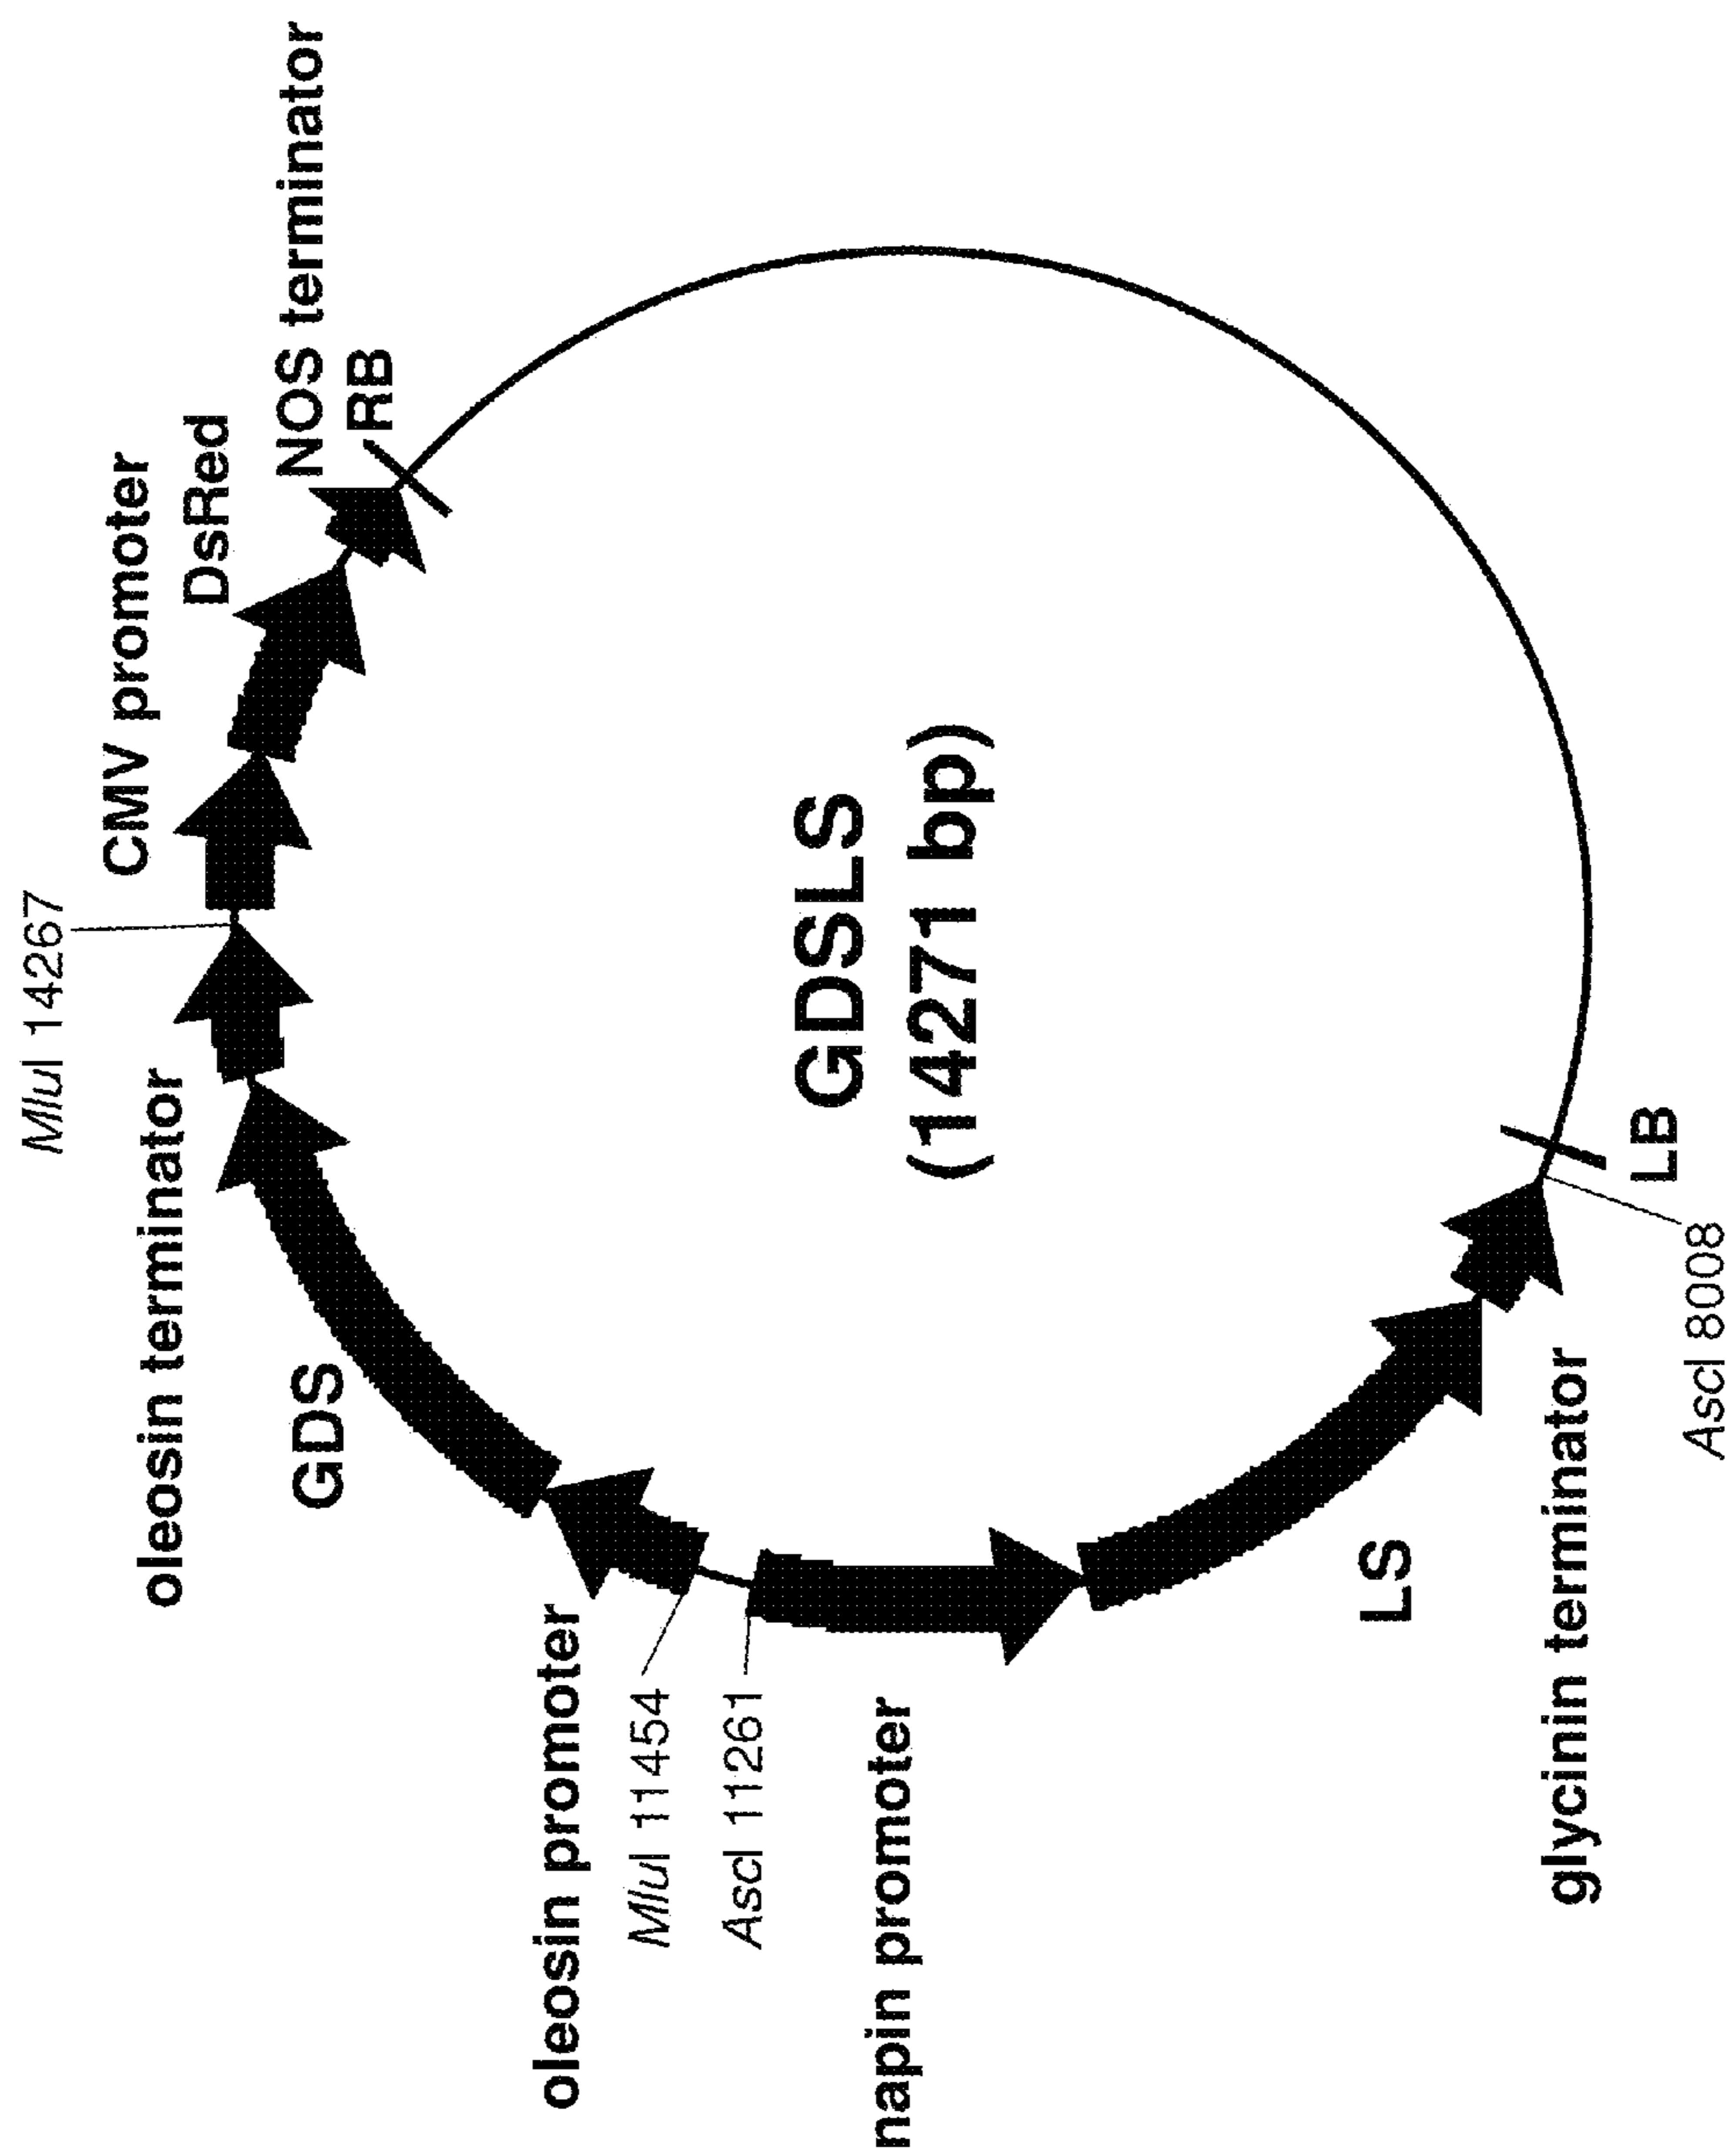 MluI 14267
CMV promoter
DsRed
NOS terminator
RB
oleosin terminator
GDS
oleosin promoter
MluI 11454
AscI 11261
napin promoter
GDSLS
(14271 bp)
LS
glycinin terminator
LB
AscI 8008